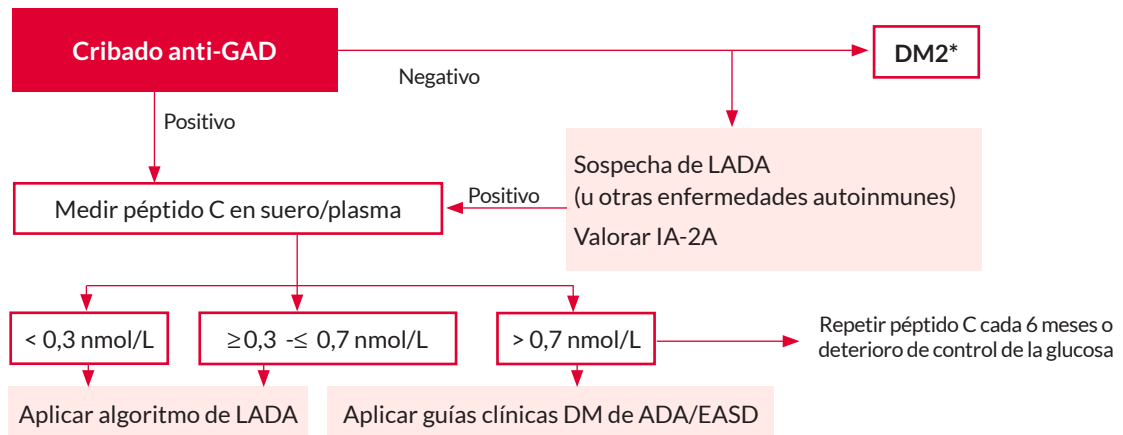 Cribado anti-GAD
DM2*
Negativo
Positivo
Sospecha de LADA
(u otras enfermedades autoinmunes)
Valorar IA-2A
Positivo
Medir péptido C en suero/plasma
< 0,3 nmol/L
≥0,3 -≤ 0,7 nmol/L
> 0,7 nmol/L
Repetir péptido C cada 6 meses o
deterioro de control de la glucosa
Aplicar algoritmo de LADA
Aplicar guías clínicas DM de ADA/EASD